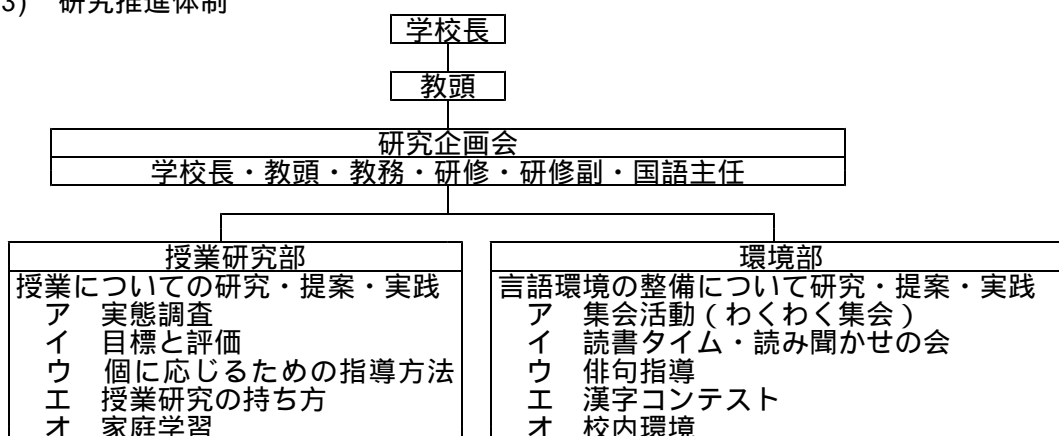 3) 研究推進体制
学校長
教頭
研究企画会
学校長・教頭・教務・研修・研修副・国語主任
授業研究部
授業についての研究・提案・実践
ア 実態調査
イ 目標と評価
ウ 個に応じるための指導方法
エ 授業研究の持ち方
オ 家庭学習
環境部
言語環境の整備について研究・提案・実践
ア 集会活動(わくわく集会)
イ 読書タイム・読み聞かせの会
ウ 俳句指導
エ 漢字コンテスト
オ 校内環境